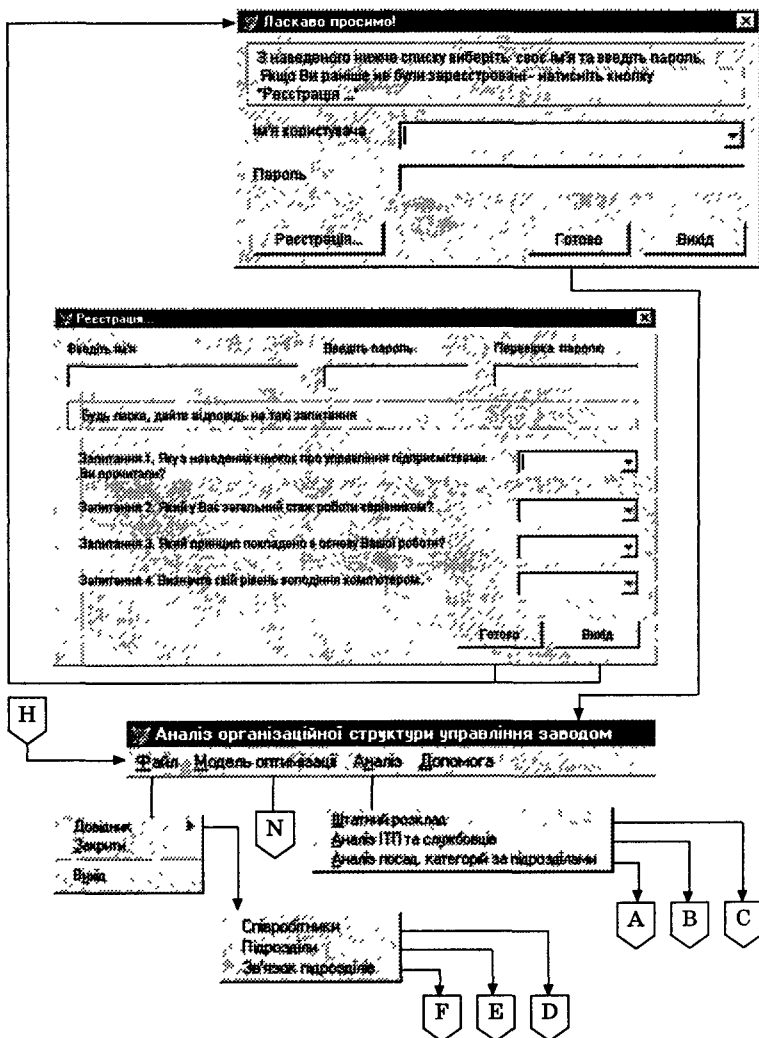 Ласкаво просимо!
З наведеного нижче списку виберіть своє ім'я та введіть пароль.
Якщо Ви раніше не були зареєстровані - натисніть кнопку
"Реєстрація ..."
Ім'я користувача
Пароль
Реєстрація...
Готово
Вихід
Реєстрація...
Введіть ім'я
Введіть пароль
Перевірка паролю
Будь ласка, дайте відповідь на такі запитання
Запитання 1. Яку з наведених книжок про управління підприємствами
Ви прочитали?
Запитання 2. Який у Вас загальний стаж роботи керівником?
Запитання 3. Який принцип покладено в основу Вашої роботи?
Запитання 4. Визначте свій рівень володіння комп'ютером.
Готово
Вихід
H
Аналіз організаційної структури управління заводом
Файл Модель оптимізації Аналіз Допомога
Довідник
Закрити
Вихід
N
Штатний розклад
Аналіз ІТП та службовців
Аналіз посад. категорій за підрозділами
A
B
C
Співробітники
Підрозділи
Зв'язок підрозділів
F
E
D